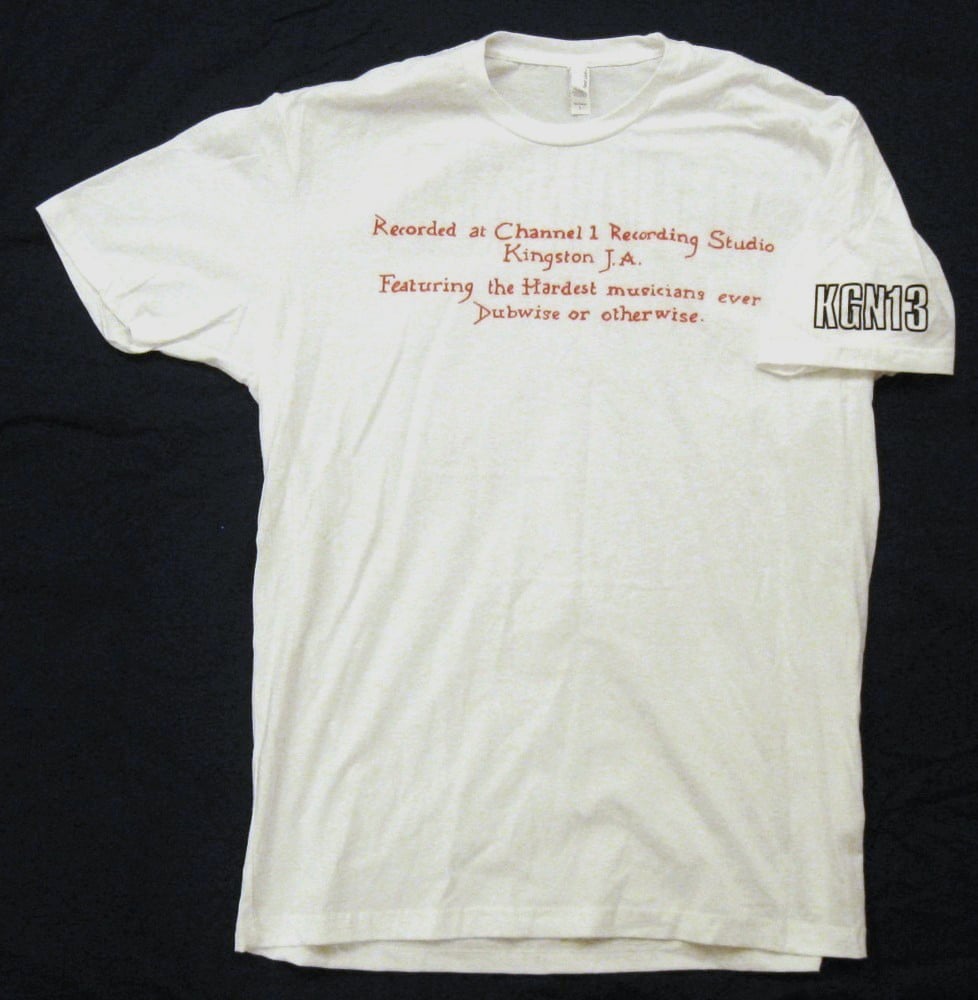 Recorded at Channel 1 Recording Studio
Kingston J.A.
Featuring the Hardest musicians ever
Dubwise or otherwise.
KGN13